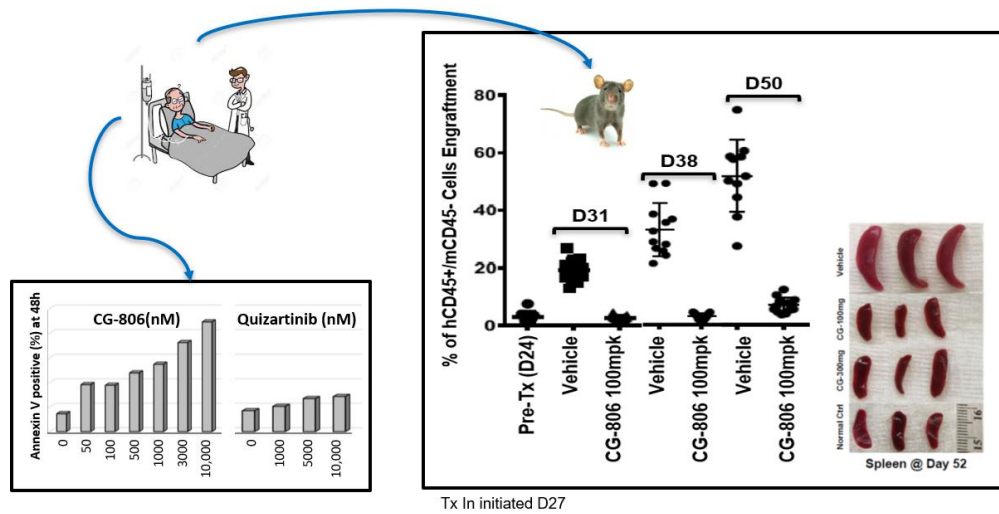 Annexin V positive (%) at 48h
CG-806(nM)
0 50 100 500 1000 3000 10,000
Quizartinib (nM)
0 1000 5000 10,000
% of hCD45+/mCD45- Cells Engraftment
80
60
40
20
0
D31
D38
D50
Pre-Tx (D24)
Vehicle
CG-806 100mpk
Vehicle
CG-806 100mpk
Vehicle
CG-806 100mpk
Vehicle
CG-100mg
CG-300mg
Normal Ctrl
15 16
Spleen @ Day 52
Tx In initiated D27